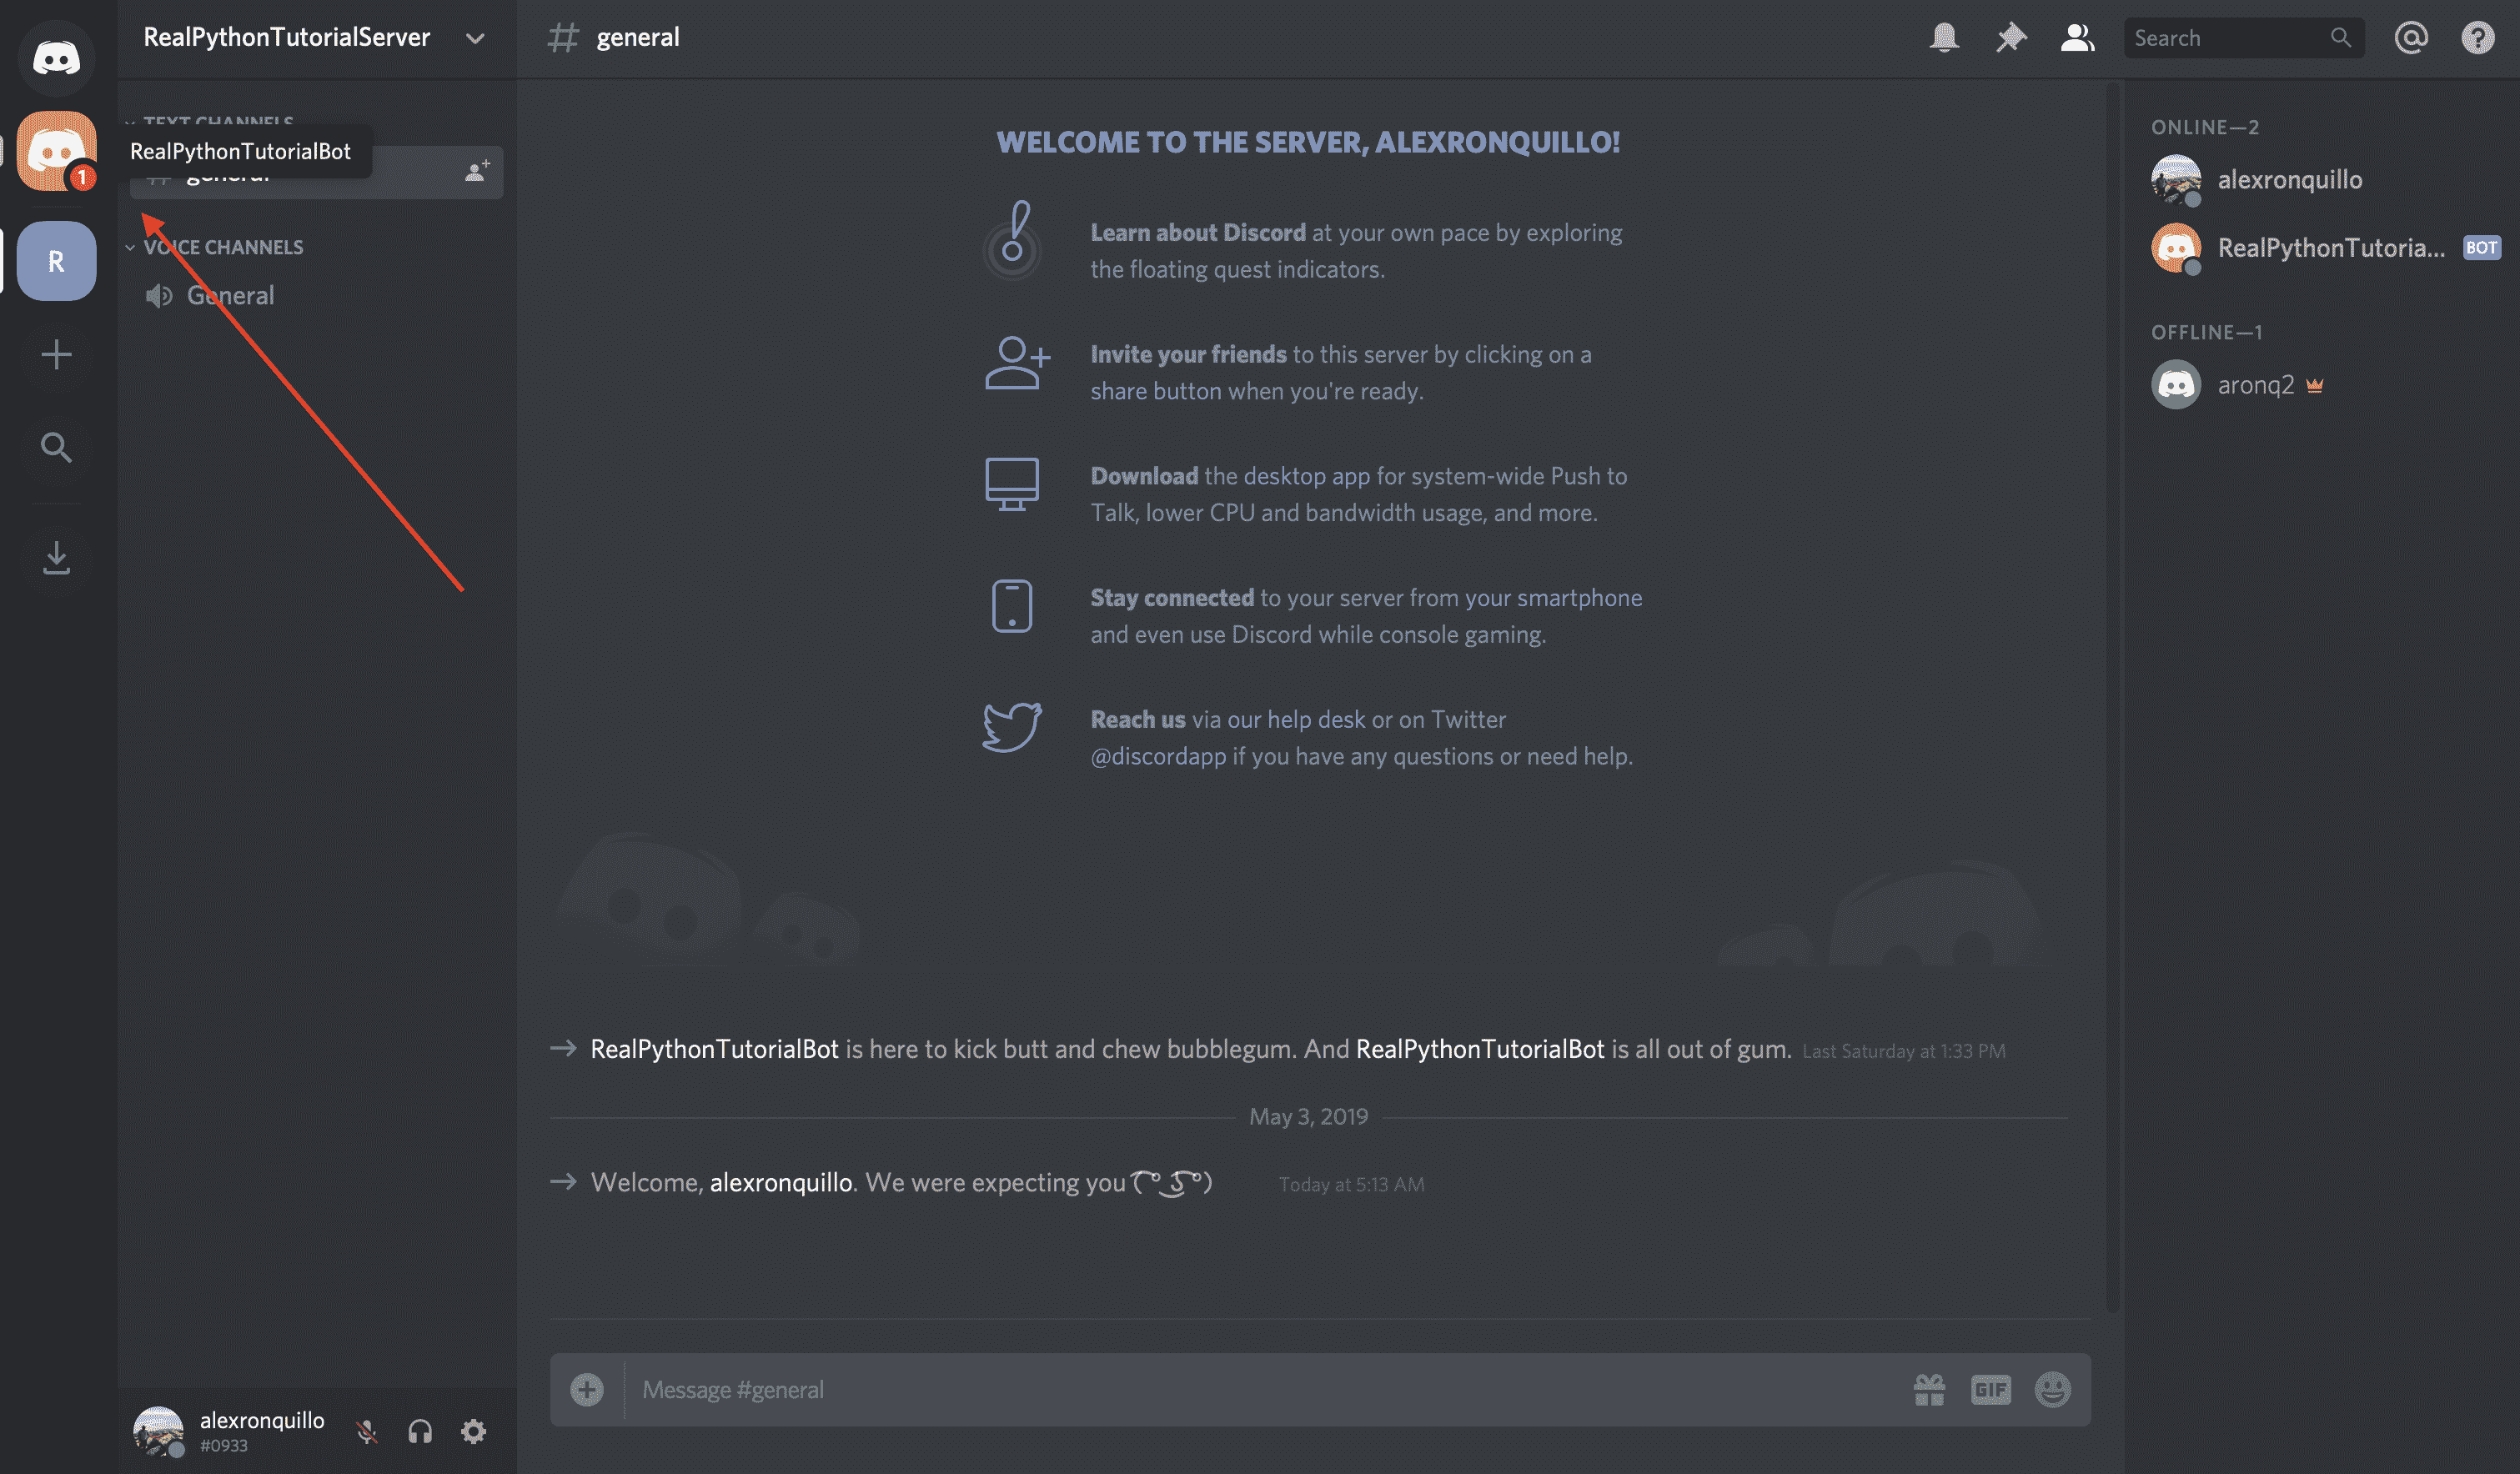 RealPythonTutorialServer
TEXT CHANNELS
RealPythonTutorialBot
general
1
R
VOICE CHANNELS
General
alexronquillo
#0933
# general
Search
WELCOME TO THE SERVER, ALEXRONQUILLO!
Learn about Discord at your own pace by exploring
the floating quest indicators.
Invite your friends to this server by clicking on a
share button when you're ready.
Download the desktop app for system-wide Push to
Talk, lower CPU and bandwidth usage, and more.
Stay connected to your server from your smartphone
and even use Discord while console gaming.
Reach us via our help desk or on Twitter
@discordapp if you have any questions or need help.
RealPythonTutorialBot is here to kick butt and chew bubblegum. And RealPythonTutorialBot is all out of gum. Last Saturday at 1:33 PM
May 3, 2019
Welcome, alexronquillo. We were expecting you ( ͡° ͜ʖ ͡°) Today at 5:13 AM
Message #general
GIF
ONLINE—2
alexronquillo
RealPythonTutoria... BOT
OFFLINE—1
aronq2